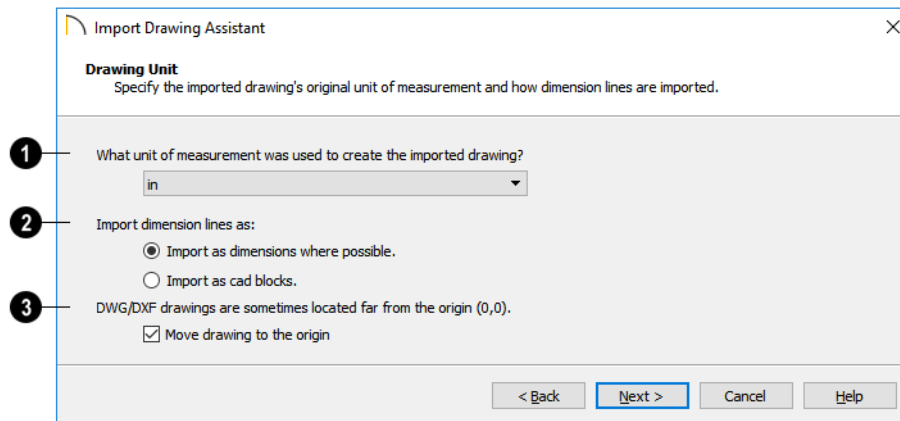 Import Drawing Assistant
Drawing Unit
Specify the imported drawing's original unit of measurement and how dimension lines are imported.
1 What unit of measurement was used to create the imported drawing?
in
2 Import dimension lines as:
Import as dimensions where possible.
Import as cad blocks.
3 DWG/DXF drawings are sometimes located far from the origin (0,0).
Move drawing to the origin
< Back Next > Cancel Help